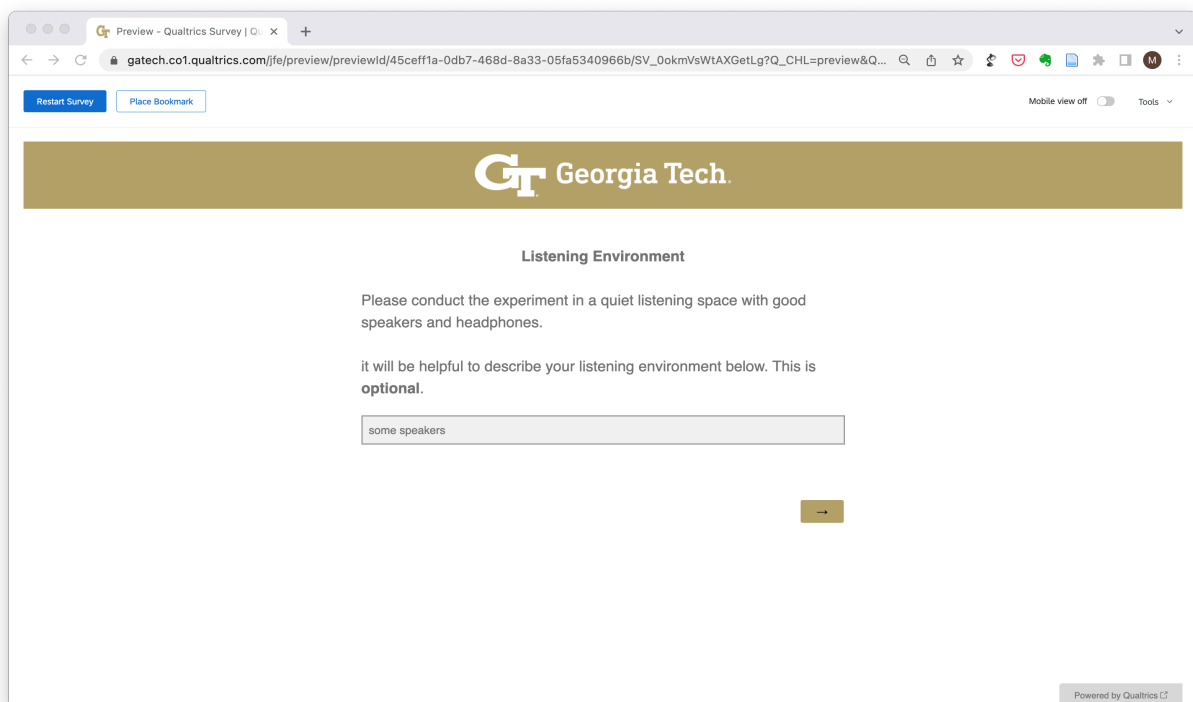 Preview - Qualtrics Survey | Qu
gatech.co1.qualtrics.com/jfe/preview/previewId/45ceff1a-0db7-468d-8a33-05fa5340966b/SV_0okmVsWtAXGetLg?Q_CHL=preview&Q...
M
Restart Survey
Place Bookmark
Mobile view off
Tools
GT Georgia Tech.
Listening Environment
Please conduct the experiment in a quiet listening space with good
speakers and headphones.
it will be helpful to describe your listening environment below. This is
optional.
some speakers
→
Powered by Qualtrics